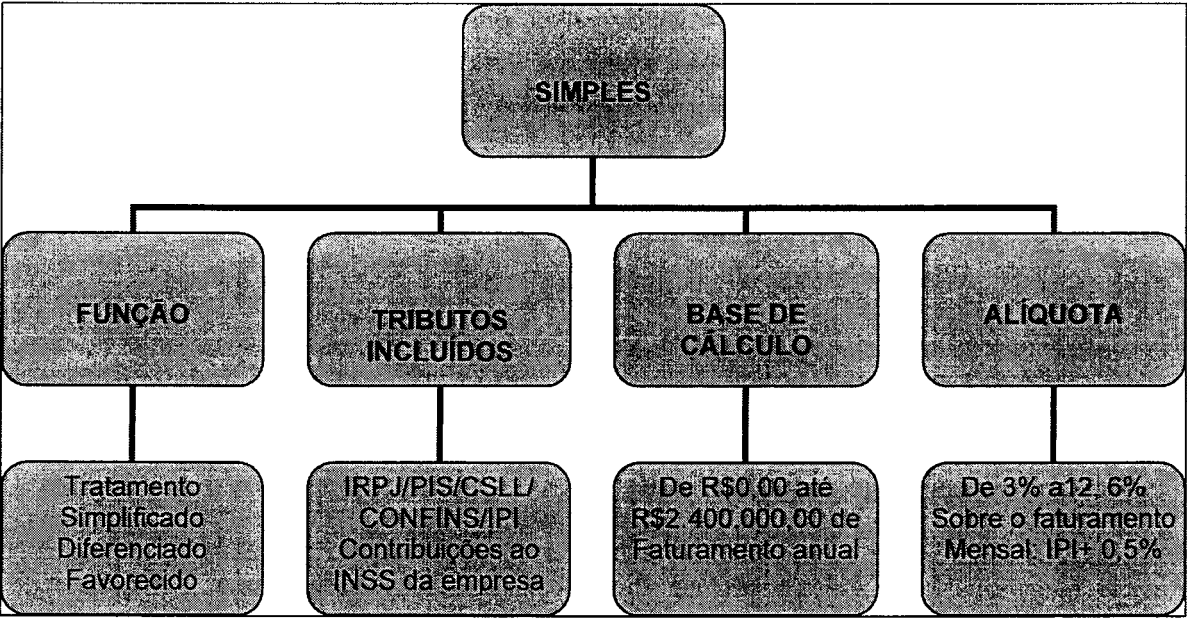 SIMPLES
FUNÇÃO
TRIBUTOS
INCLUÍDOS
BASE DE
CÁLCULO
ALÍQUOTA
Tratamento
Simplificado
Diferenciado
Favorecido
IRPJ/PIS/CSLL/
CONFINS/IPI
Contribuições ao
INSS da empresa
De R$0,00 até
R$2.400.000,00 de
Faturamento anual
De 3% a12, 6%
Sobre o faturamento
Mensal: IPI+ 0,5%